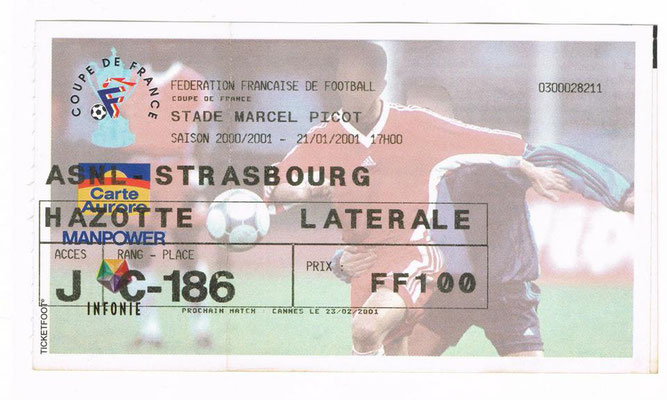 COUPE DE FRANCE
FEDERATION FRANCAISE DE FOOTBALL
COUPE DE FRANCE
0300028211
STADE MARCEL PICOT
SAISON 2000/2001 - 21/01/2001 17H00
ASNL-STRASBOURG
Carte
Aurore
HAZOTTE LATERALE
MANPOWER
ACCES RANG - PLACE PRIX :
J C-186 FF100
INFONIE
PROCHAIN MATCH : CANNES LE 23/02/2001
TICKETFOOT®